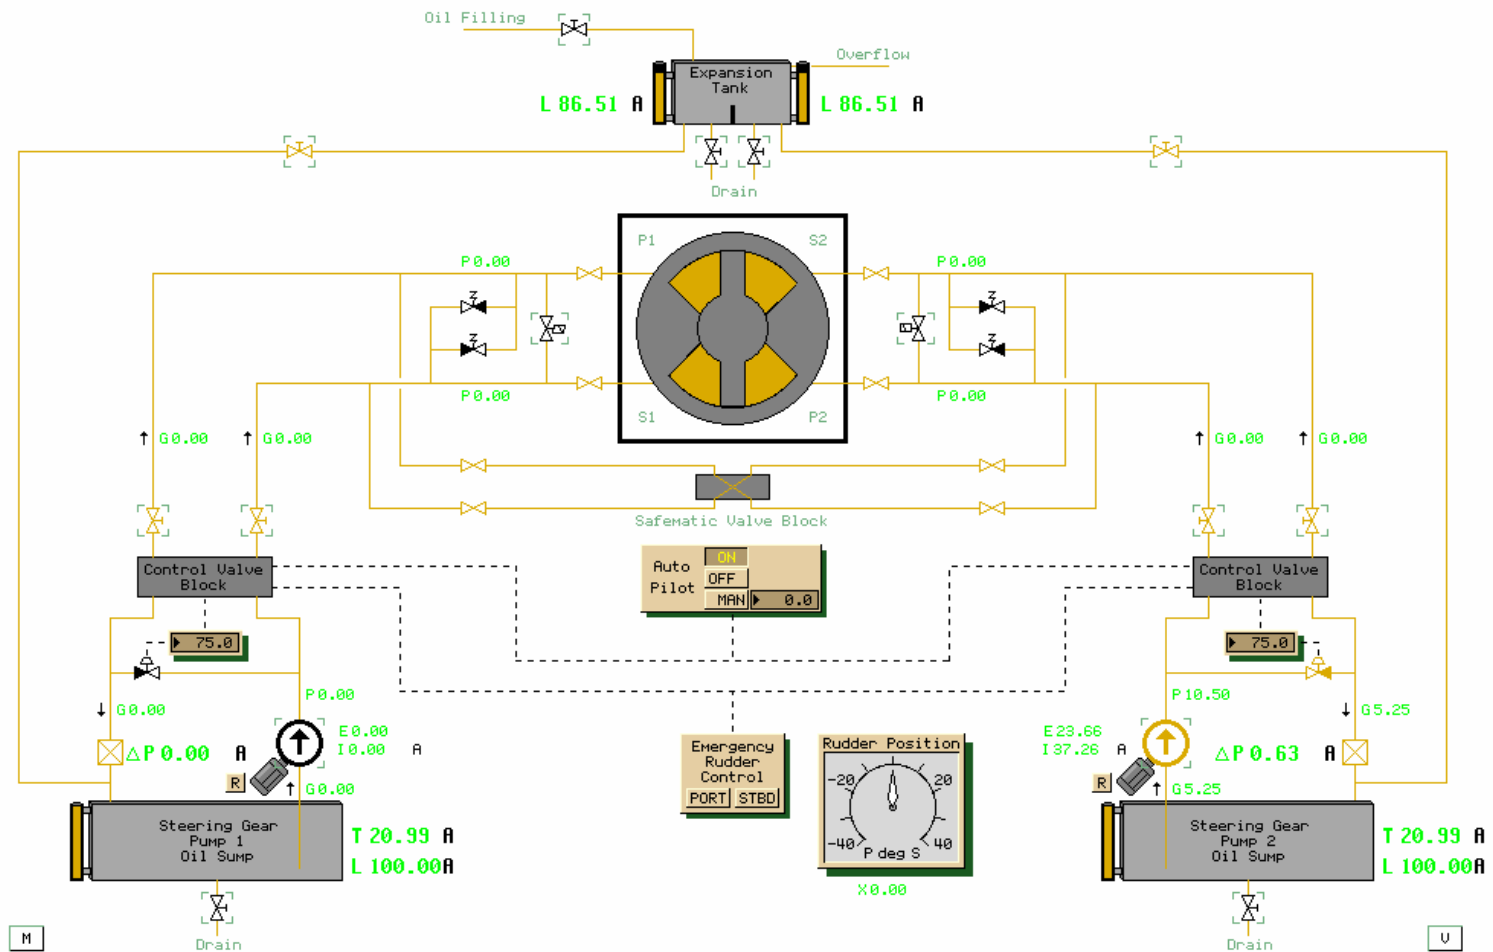 Oil Filling
Overflow
Expansion
Tank
L 86.51 A
L 86.51 A
Drain
P1
S2
P 0.00
P 0.00
Z
Z
Z
Z
P 0.00
P 0.00
S1
P2
G 0.00
G 0.00
G 0.00
G 0.00
Safematic Valve Block
Control Valve
Block
Auto
Pilot
ON
OFF
MAN
0.0
Control Valve
Block
75.0
75.0
P 0.00
P 10.50
G 0.00
G 5.25
E 0.00
I 0.00 A
E 23.66
I 37.26 A
△P 0.00 A
△P 0.63 A
R
R
G 0.00
G 5.25
Emergency
Rudder
Control
PORT STBD
Rudder Position
-20 20
-40 40
P deg S
X 0.00
Steering Gear
Pump 1
Oil Sump
T 20.99 A
L 100.00 A
Steering Gear
Pump 2
Oil Sump
T 20.99 A
L 100.00 A
M
Drain
Drain
V